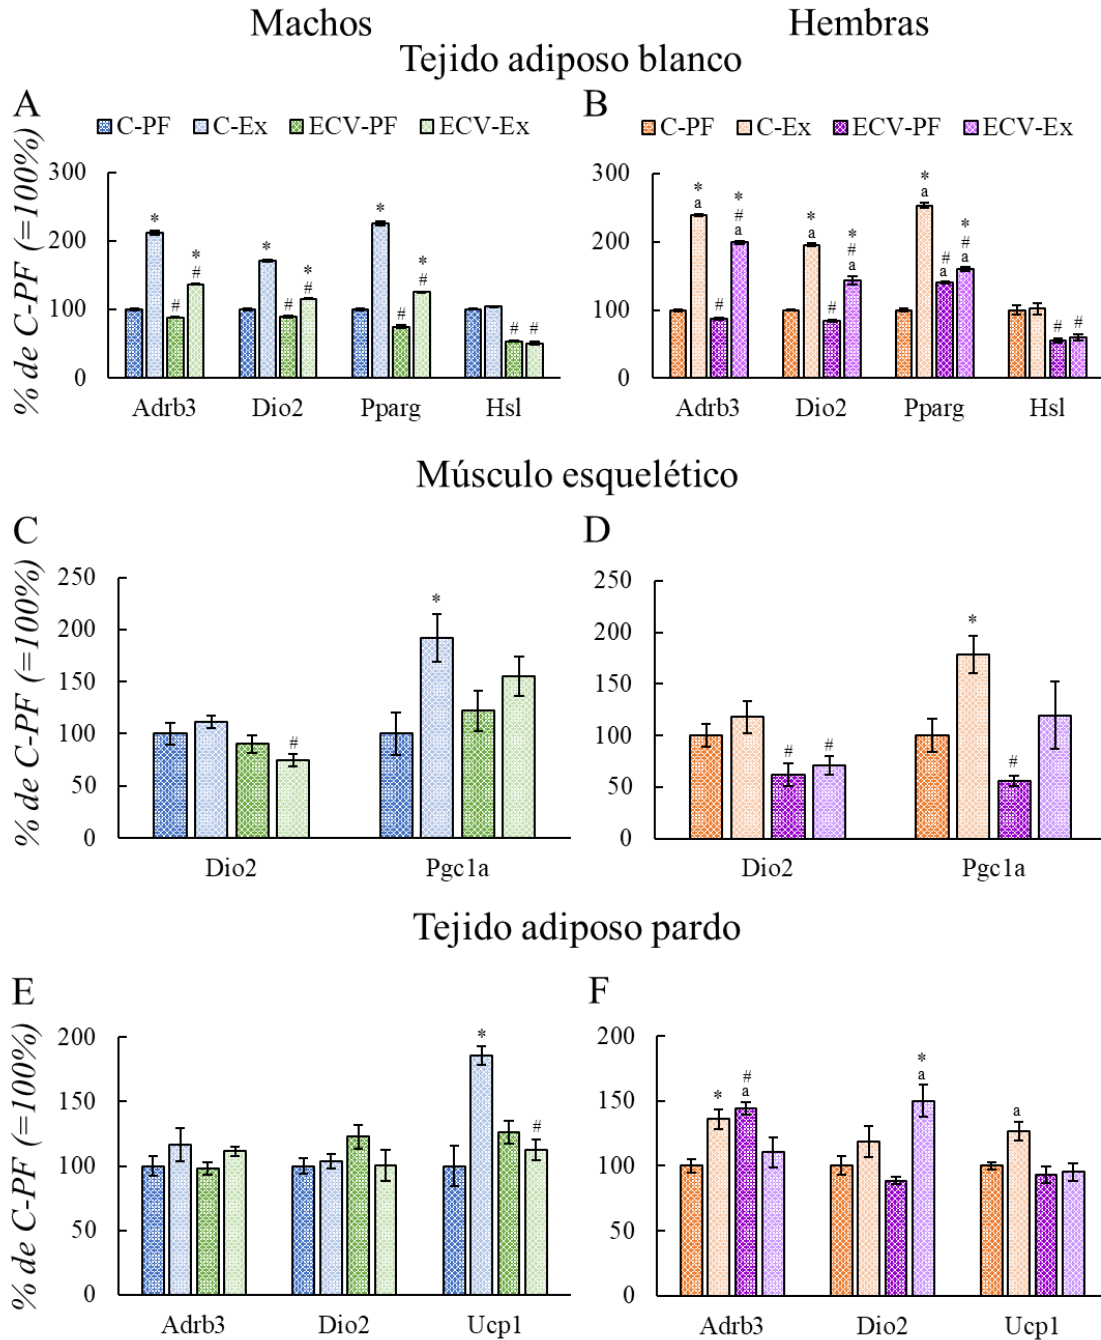 Machos Hembras
Tejido adiposo blanco
A B
C-PF C-Ex ECV-PF ECV-Ex C-PF C-Ex ECV-PF ECV-Ex
% de C-PF (=100%)
300 300
* * * * * *
a # a # a #
a a # a
200 200
* * * # a
* * *
# # #
100 100
# # # # # # # # #
0 0
Adrb3 Dio2 Pparg Hsl Adrb3 Dio2 Pparg Hsl
Músculo esquelético
C D
% de C-PF (=100%)
250 250
* *
200 200
150 150
# # # #
100 100
50 50
0 0
Dio2 Pgc1a Dio2 Pgc1a
Tejido adiposo pardo
E F
% de C-PF (=100%)
200 * 200
* # * a
a a
150 150
#
100 100
50 50
0 0
Adrb3 Dio2 Ucp1 Adrb3 Dio2 Ucp1